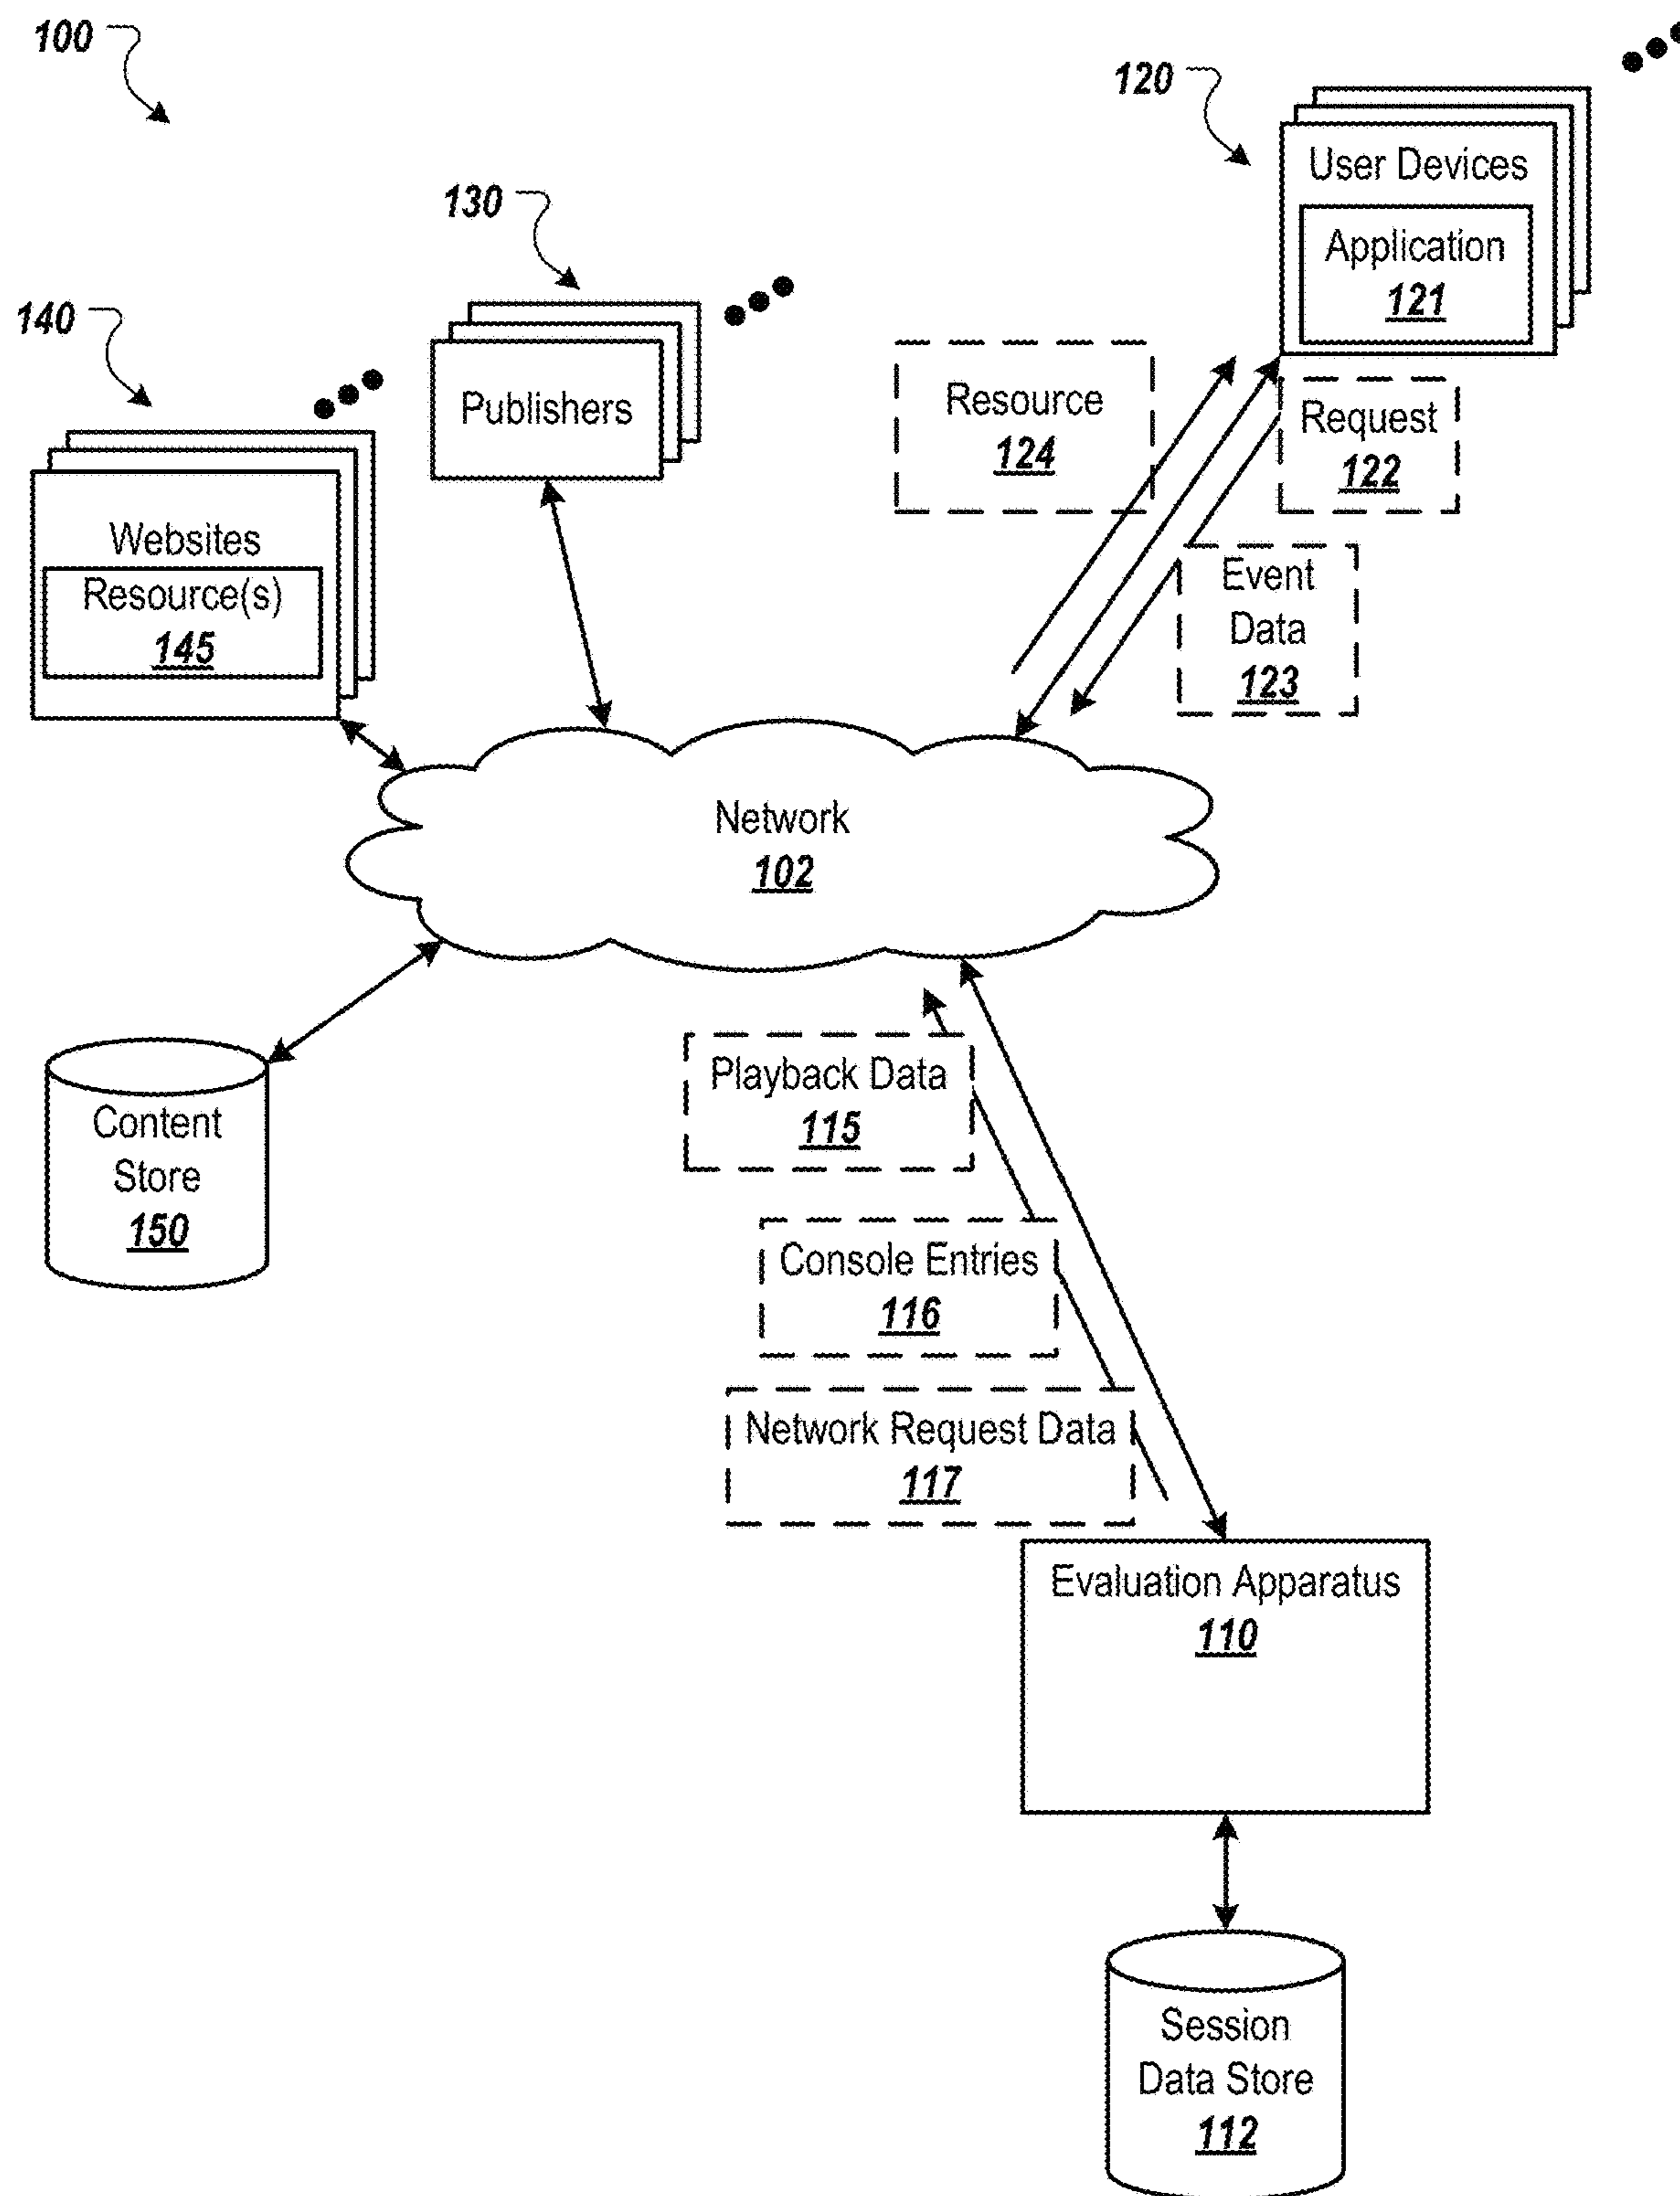 100
120
User Devices
Application
121
130
140
Publishers
Resource
124
Request
122
Websites
Resource(s)
145
Event
Data
123
Network
102
Playback Data
115
Content
Store
150
Console Entries
116
Network Request Data
117
Evaluation Apparatus
110
Session
Data Store
112